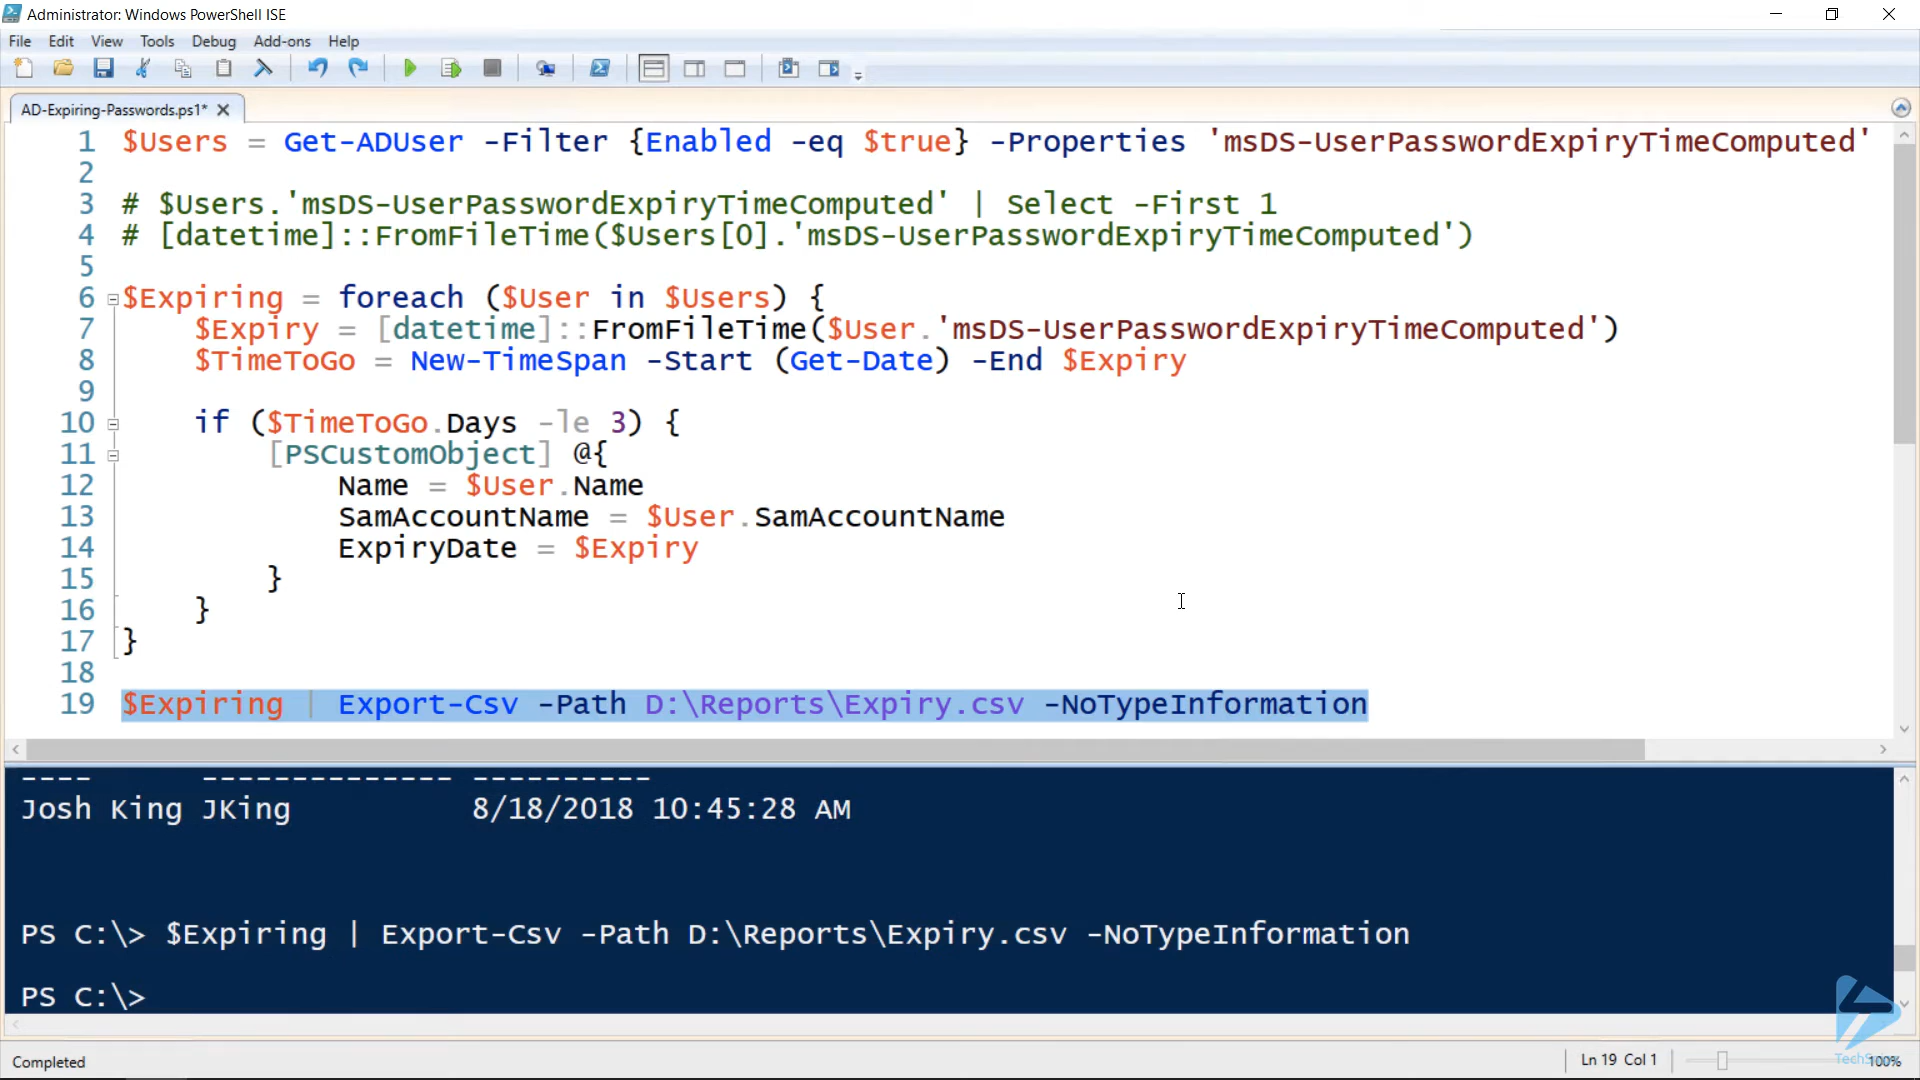 Administrator: Windows PowerShell ISE
File Edit View Tools Debug Add-ons Help
AD-Expiring-Passwords.ps1*
1 $Users = Get-ADUser -Filter {Enabled -eq $true} -Properties 'msDS-UserPasswordExpiryTimeComputed'
2
3 # $Users.'msDS-UserPasswordExpiryTimeComputed' | Select -First 1
4 # [datetime]::FromFileTime($Users[0].'msDS-UserPasswordExpiryTimeComputed')
5
6 $Expiring = foreach ($User in $Users) {
7     $Expiry = [datetime]::FromFileTime($User.'msDS-UserPasswordExpiryTimeComputed')
8     $TimeToGo = New-TimeSpan -Start (Get-Date) -End $Expiry
9
10     if ($TimeToGo.Days -le 3) {
11         [PSCustomObject] @{
12             Name = $User.Name
13             SamAccountName = $User.SamAccountName
14             ExpiryDate = $Expiry
15         }
16     }
17 }
18
19 $Expiring | Export-Csv -Path D:\Reports\Expiry.csv -NoTypeInformation
---- -------------- ----------
Josh King JKing 8/18/2018 10:45:28 AM
PS C:\> $Expiring | Export-Csv -Path D:\Reports\Expiry.csv -NoTypeInformation
PS C:\>
Completed
Ln 19 Col 1
100%